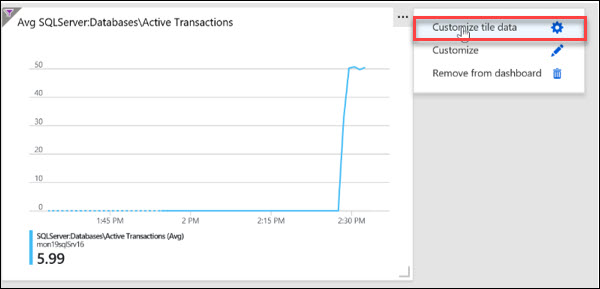 Avg SQLServer:Databases\Active Transactions
...
Customize tile data
Customize
Remove from dashboard
50
40
30
20
10
0
1:45 PM 2 PM 2:15 PM 2:30 PM
SQLServer:Databases\Active Transactions (Avg)
mon19sqlSrv16
5.99